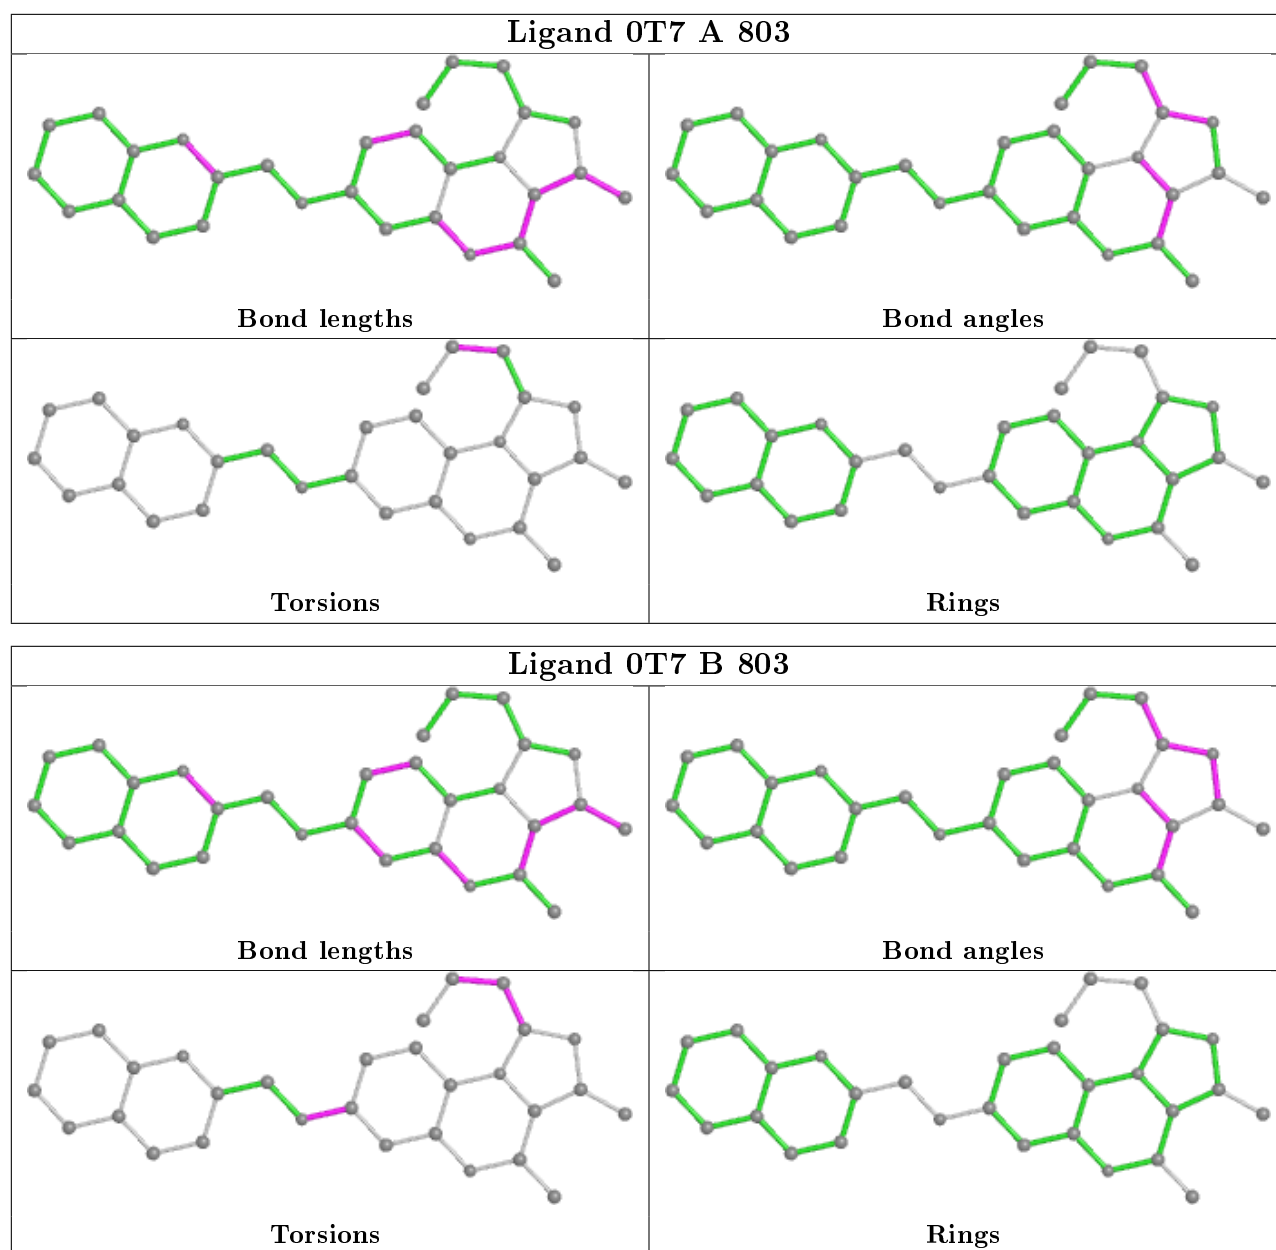 Ligand 0T7 A 803
Bond lengths
Bond angles
Torsions
Rings
Ligand 0T7 B 803
Bond lengths
Bond angles
Torsions
Rings